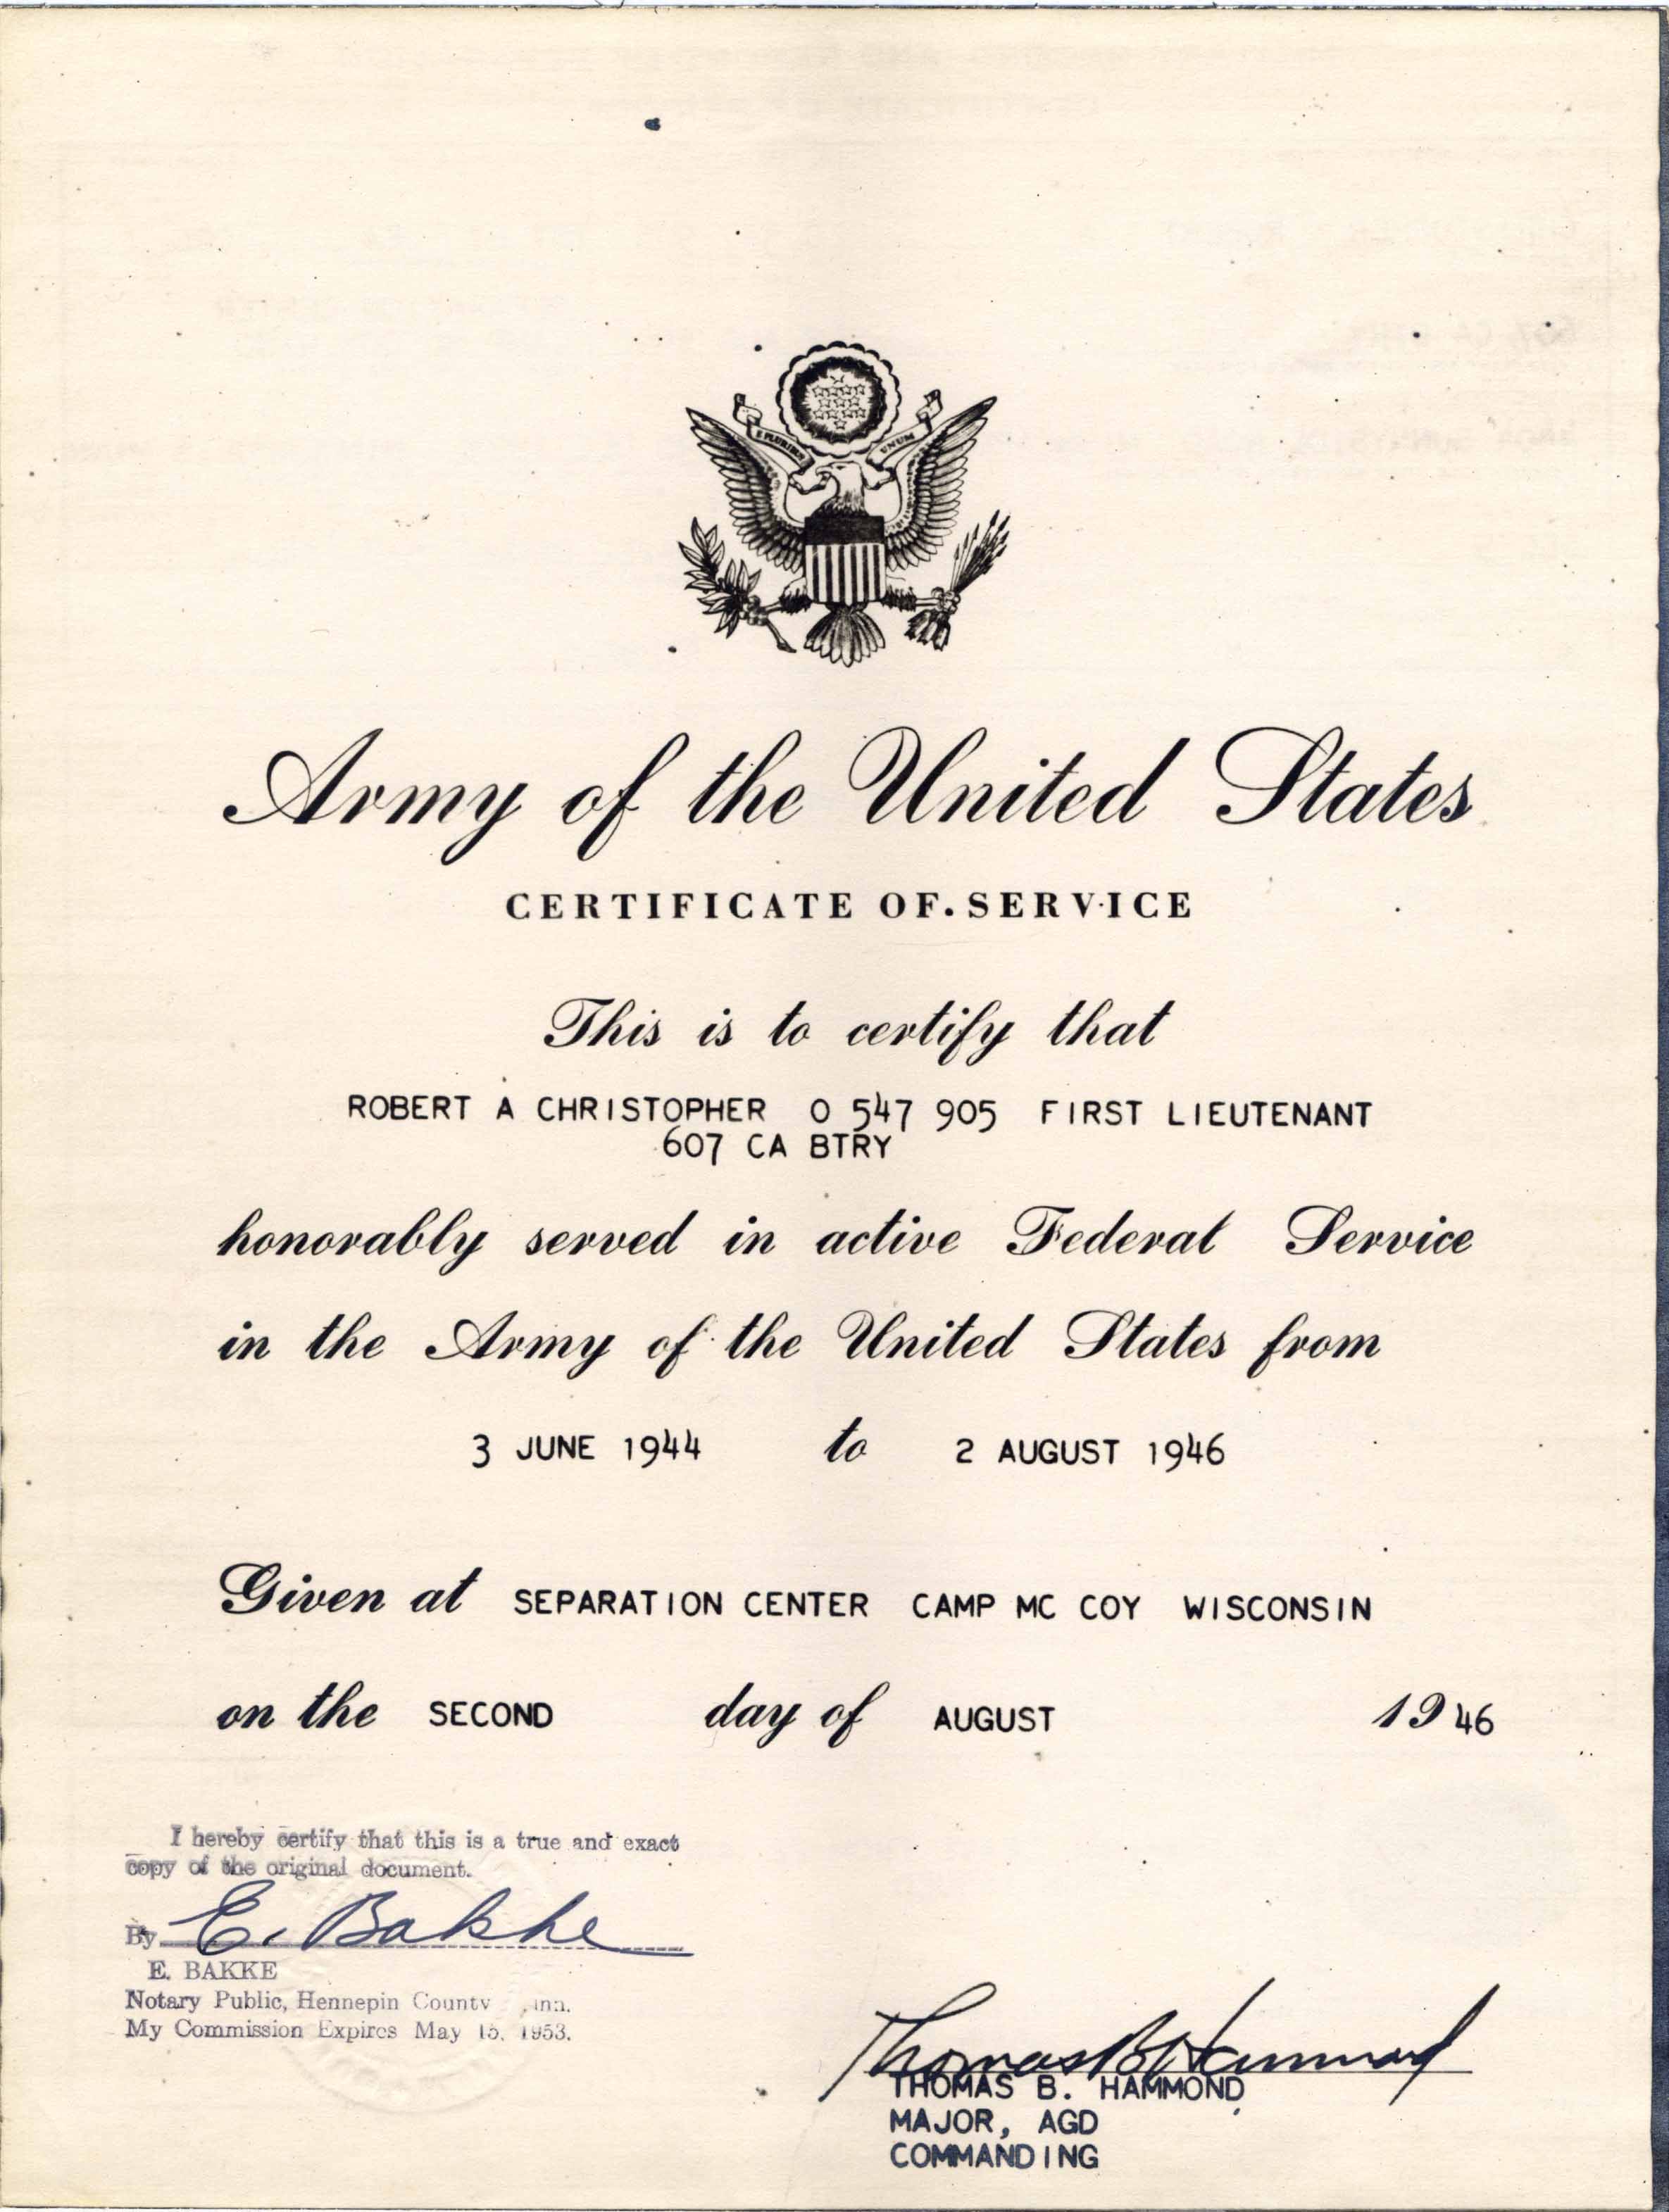 E PLURIBUS UNUM
Army of the United States
CERTIFICATE OF SERVICE
This is to certify that
ROBERT A CHRISTOPHER O 547 905 FIRST LIEUTENANT
607 CA BTRY
honorably served in active Federal Service
in the Army of the United States from
3 JUNE 1944 to 2 AUGUST 1946
Given at SEPARATION CENTER CAMP MC COY WISCONSIN
on the SECOND day of AUGUST 1946
I hereby certify that this is a true and exact
copy of the original document.
By E. Bakke
E. BAKKE
Notary Public, Hennepin County
My Commission Expires May 15, 1953.
Thomas B Hammond
THOMAS B. HAMMOND
MAJOR, AGD
COMMANDING